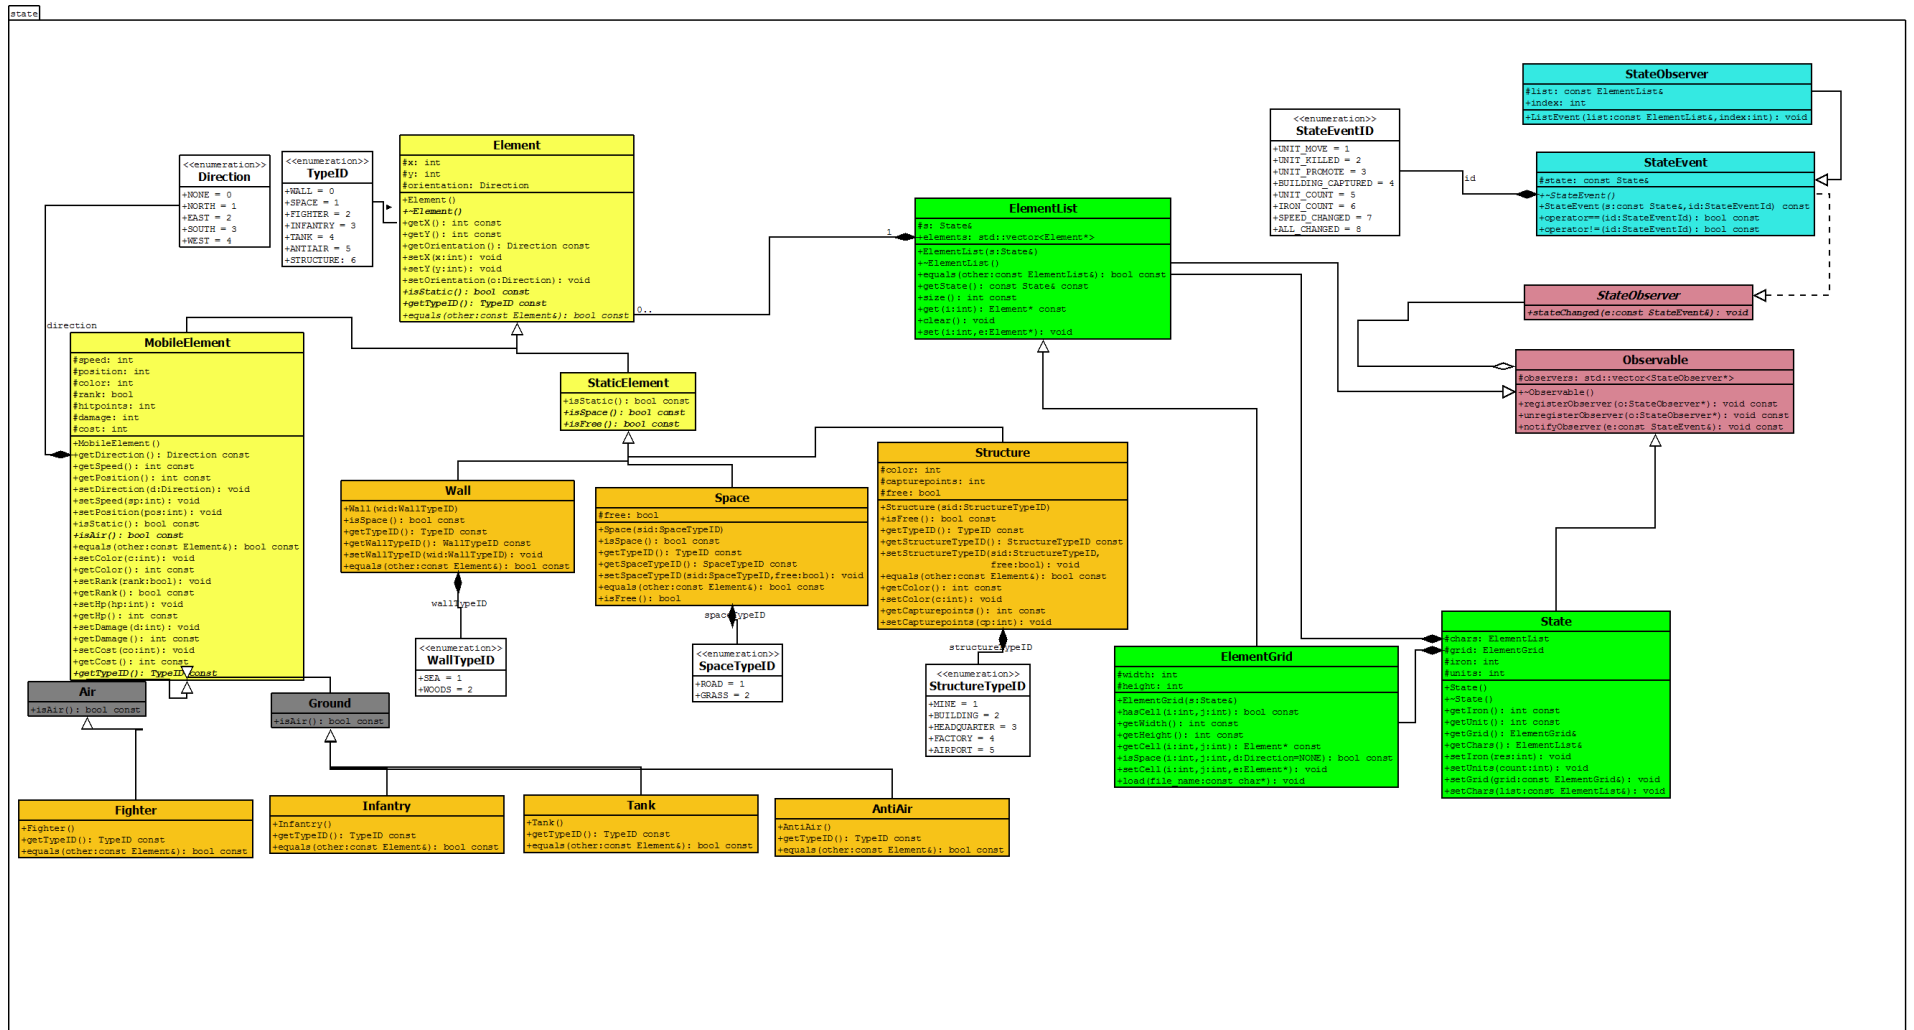 state
StateObserver
#list: const ElementList&
+index: int
+ListEvent(list:const ElementList&,index:int): void
<<enumeration>>
StateEventID
+UNIT_MOVE = 1
+UNIT_KILLED = 2
+UNIT_PROMOTE = 3
+BUILDING_CAPTURED = 4
+UNIT_COUNT = 5
+IRON_COUNT = 6
+SPEED_CHANGED = 7
+ALL_CHANGED = 8
id
StateEvent
#state: const State&
+~StateEvent()
+StateEvent(s:const State&,id:StateEventId) const
+operator==(id:StateEventId): bool const
+operator!=(id:StateEventId): bool const
<<enumeration>>
Direction
+NONE = 0
+NORTH = 1
+EAST = 2
+SOUTH = 3
+WEST = 4
<<enumeration>>
TypeID
+WALL = 0
+SPACE = 1
+FIGHTER = 2
+INFANTRY = 3
+TANK = 4
+ANTIAIR = 5
+STRUCTURE: 6
Element
#x: int
#y: int
#orientation: Direction
+Element()
+~Element()
+getX(): int const
+getY(): int const
+getOrientation(): Direction const
+setX(x:int): void
+setY(y:int): void
+setOrientation(o:Direction): void
+isStatic(): bool const
+getTypeID(): TypeID const
+equals(other:const Element&): bool const
1
0..
ElementList
#s: State&
+elements: std::vector<Element*>
+ElementList(s:State&)
+~ElementList()
+equals(other:const ElementList&): bool const
+getState(): const State& const
+size(): int const
+get(i:int): Element* const
+clear(): void
+set(i:int,e:Element*): void
StateObserver
+stateChanged(e:const StateEvent&): void
Observable
#observers: std::vector<StateObserver*>
+~Observable()
+registerObserver(o:StateObserver*): void const
+unregisterObserver(o:StateObserver*): void const
+notifyObserver(e:const StateEvent&): void const
direction
MobileElement
#speed: int
#position: int
#color: int
#rank: bool
#hitpoints: int
#damage: int
#cost: int
+MobileElement()
+getDirection(): Direction const
+getSpeed(): int const
+getPosition(): int const
+setDirection(d:Direction): void
+setSpeed(sp:int): void
+setPosition(pos:int): void
+isStatic(): bool const
+isAir(): bool const
+equals(other:const Element&): bool const
+setColor(c:int): void
+getColor(): int const
+setRank(rank:bool): void
+getRank(): bool const
+setHp(hp:int): void
+getHp(): int const
+setDamage(d:int): void
+getDamage(): int const
+setCost(co:int): void
+getCost(): int const
+getTypeID(): TypeID const
StaticElement
+isStatic(): bool const
+isSpace(): bool const
+isFree(): bool const
Wall
+Wall(wid:WallTypeID)
+isSpace(): bool const
+getTypeID(): TypeID const
+getWallTypeID(): WallTypeID const
+setWallTypeID(wid:WallTypeID): void
+equals(other:const Element&): bool const
wallTypeID
<<enumeration>>
WallTypeID
+SEA = 1
+WOODS = 2
Space
#free: bool
+Space(sid:SpaceTypeID)
+isSpace(): bool const
+getTypeID(): TypeID const
+getSpaceTypeID(): SpaceTypeID const
+setSpaceTypeID(sid:SpaceTypeID,free:bool): void
+equals(other:const Element&): bool const
+isFree(): bool
spaceTypeID
<<enumeration>>
SpaceTypeID
+ROAD = 1
+GRASS = 2
Structure
#color: int
#capturepoints: int
#free: bool
+Structure(sid:StructureTypeID)
+isFree(): bool const
+getTypeID(): TypeID const
+getStructureTypeID(): StructureTypeID const
+setStructureTypeID(sid:StructureTypeID,
free:bool): void
+equals(other:const Element&): bool const
+getColor(): int const
+setColor(c:int): void
+getCapturepoints(): int const
+setCapturepoints(cp:int): void
structureTypeID
<<enumeration>>
StructureTypeID
+MINE = 1
+BUILDING = 2
+HEADQUARTER = 3
+FACTORY = 4
+AIRPORT = 5
ElementGrid
#width: int
#height: int
+ElementGrid(s:State&)
+hasCell(i:int,j:int): bool const
+getWidth(): int const
+getHeight(): int const
+getCell(i:int,j:int): Element* const
+isSpace(i:int,j:int,d:Direction=NONE): bool const
+setCell(i:int,j:int,e:Element*): void
+load(file_name:const char*): void
State
#chars: ElementList
#grid: ElementGrid
#iron: int
#units: int
+State()
+~State()
+getIron(): int const
+getUnit(): int const
+getGrid(): ElementGrid&
+getChars(): ElementList&
+setIron(res:int): void
+setUnits(count:int): void
+setGrid(grid:const ElementGrid&): void
+setChars(list:const ElementList&): void
Air
+isAir(): bool const
Ground
+isAir(): bool const
Fighter
+Fighter()
+getTypeID(): TypeID const
+equals(other:const Element&): bool const
Infantry
+Infantry()
+getTypeID(): TypeID const
+equals(other:const Element&): bool const
Tank
+Tank()
+getTypeID(): TypeID const
+equals(other:const Element&): bool const
AntiAir
+AntiAir()
+getTypeID(): TypeID const
+equals(other:const Element&): bool const